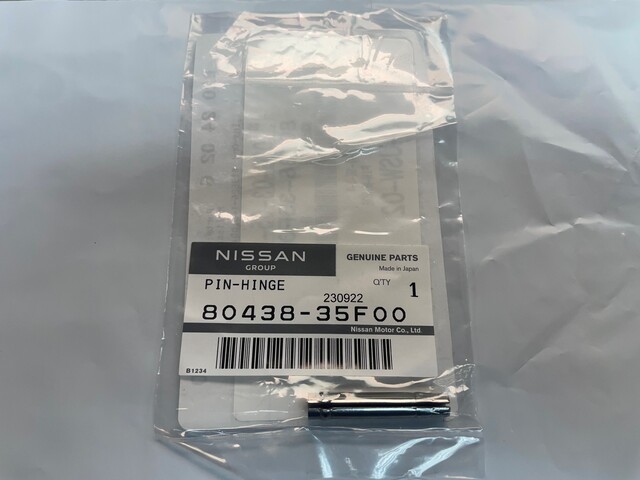 NISSAN
GROUP
GENUINE PARTS
Made in Japan
PIN-HINGE
Q'TY 1
230922
80438-35F00
Nissan Motor Co., Ltd
B1234